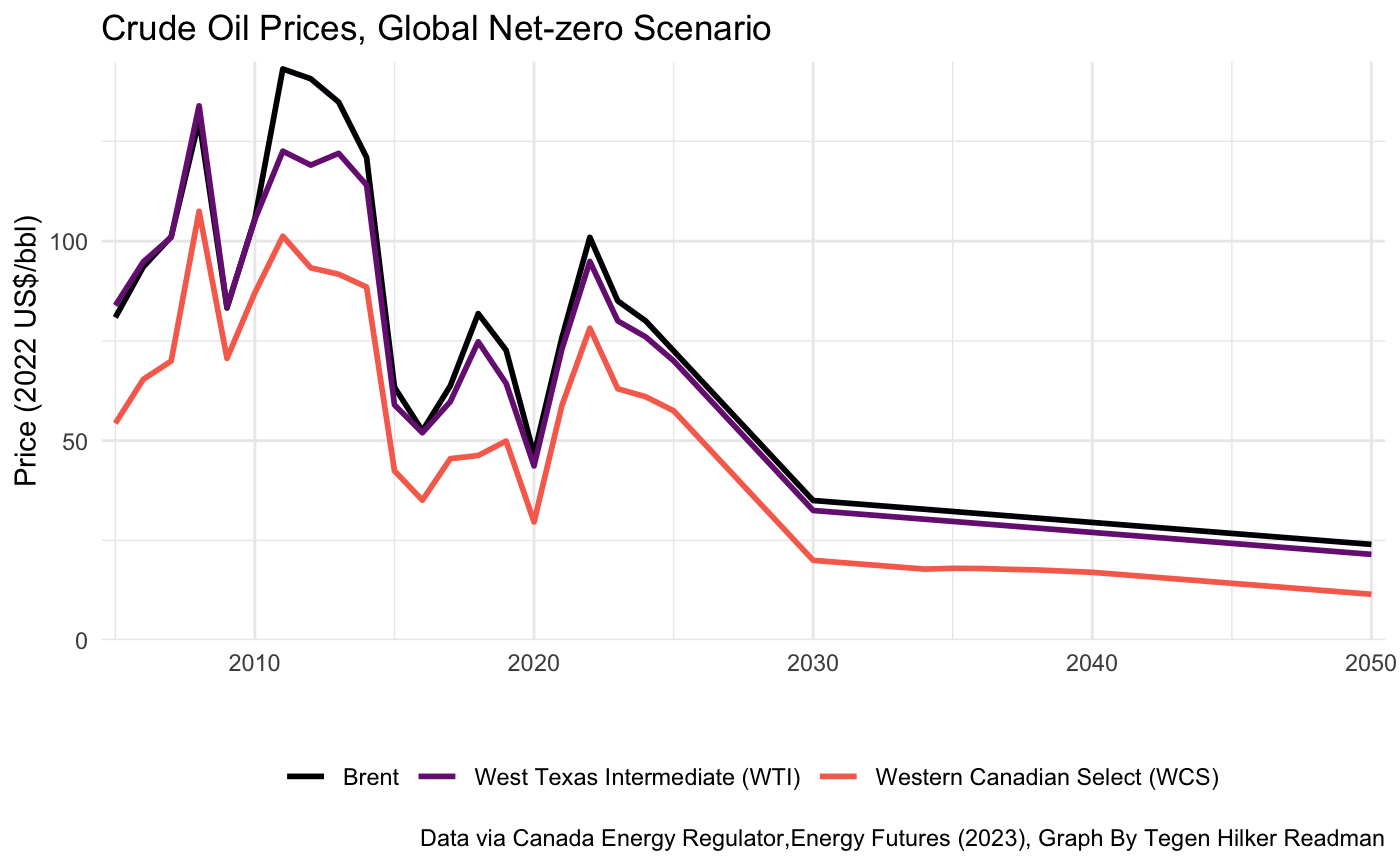 Crude Oil Prices, Global Net-zero Scenario
Price (2022 US$/bbl)
100
50
0
2010 2020 2030 2040 2050
Brent West Texas Intermediate (WTI) Western Canadian Select (WCS)
Data via Canada Energy Regulator,Energy Futures (2023), Graph By Tegen Hilker Readman